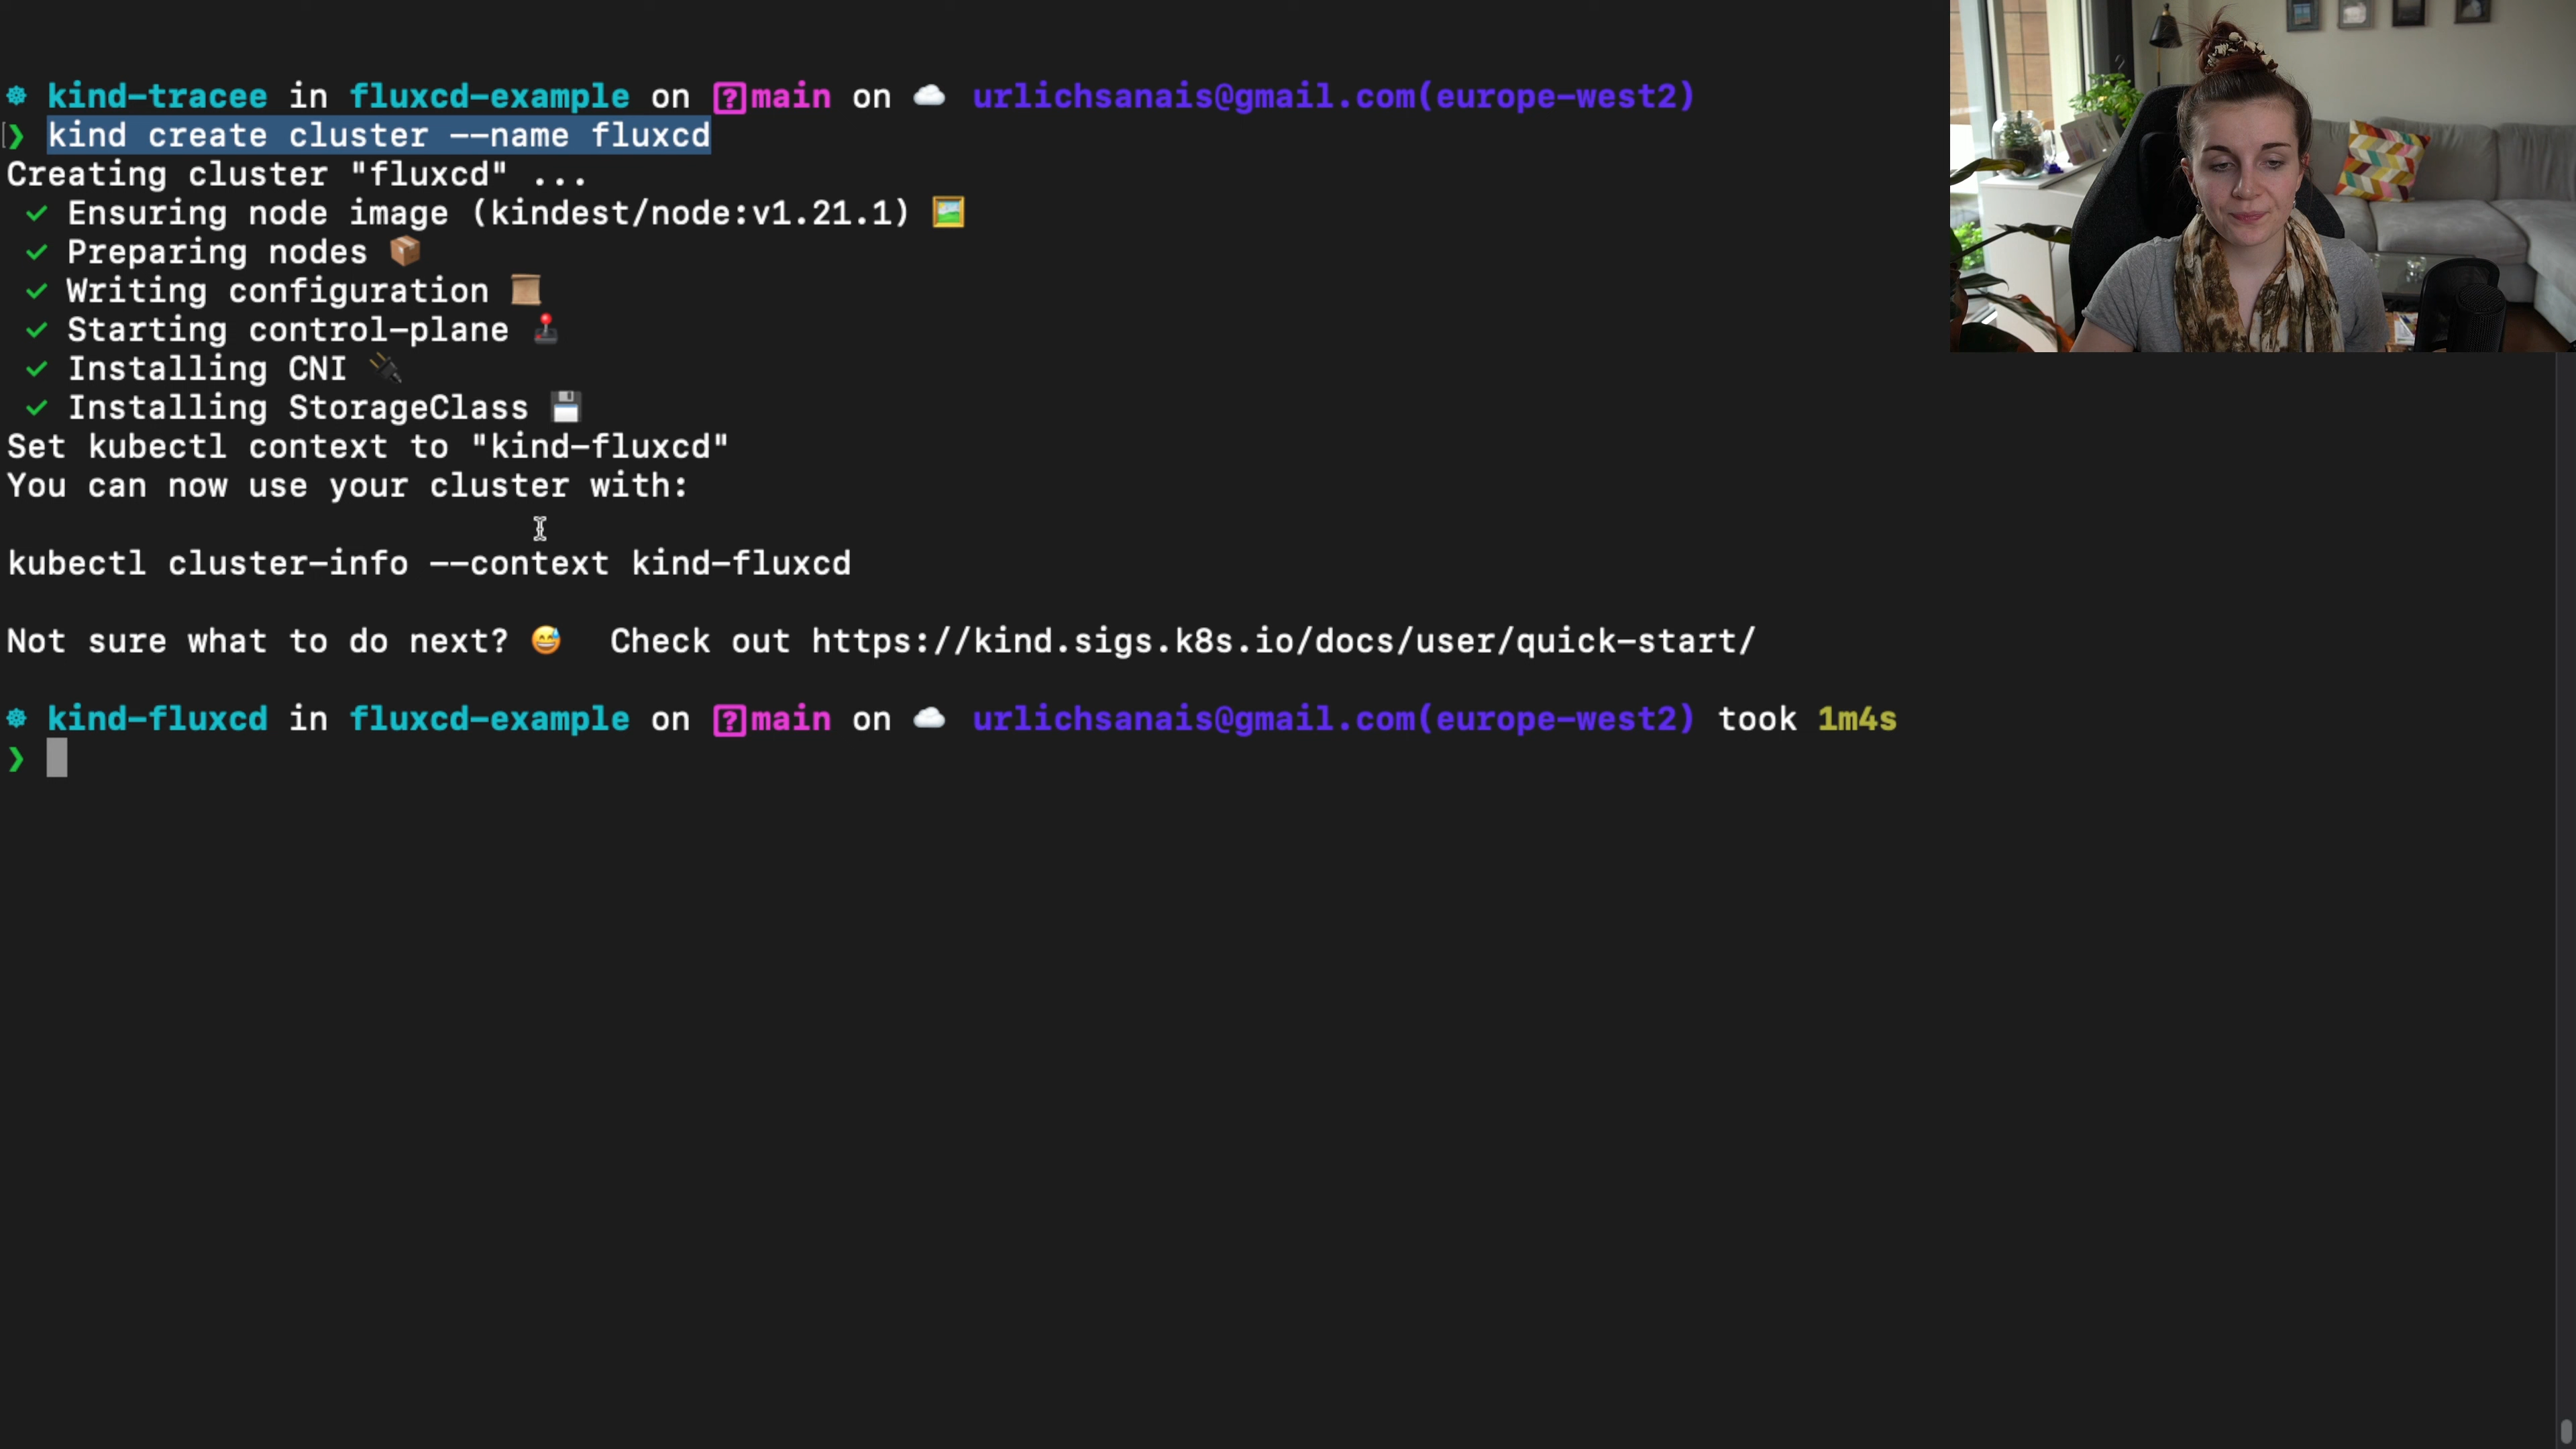 kind-tracee in fluxcd-example on [?]main on urlichsanais@gmail.com(europe-west2)
❯ kind create cluster --name fluxcd
Creating cluster "fluxcd" ...
✓ Ensuring node image (kindest/node:v1.21.1) 🖼
✓ Preparing nodes 📦
✓ Writing configuration 📜
✓ Starting control-plane 🕹
✓ Installing CNI 🔌
✓ Installing StorageClass 💾
Set kubectl context to "kind-fluxcd"
You can now use your cluster with:
kubectl cluster-info --context kind-fluxcd
Not sure what to do next? 😅 Check out https://kind.sigs.k8s.io/docs/user/quick-start/
kind-fluxcd in fluxcd-example on [?]main on urlichsanais@gmail.com(europe-west2) took 1m4s
❯